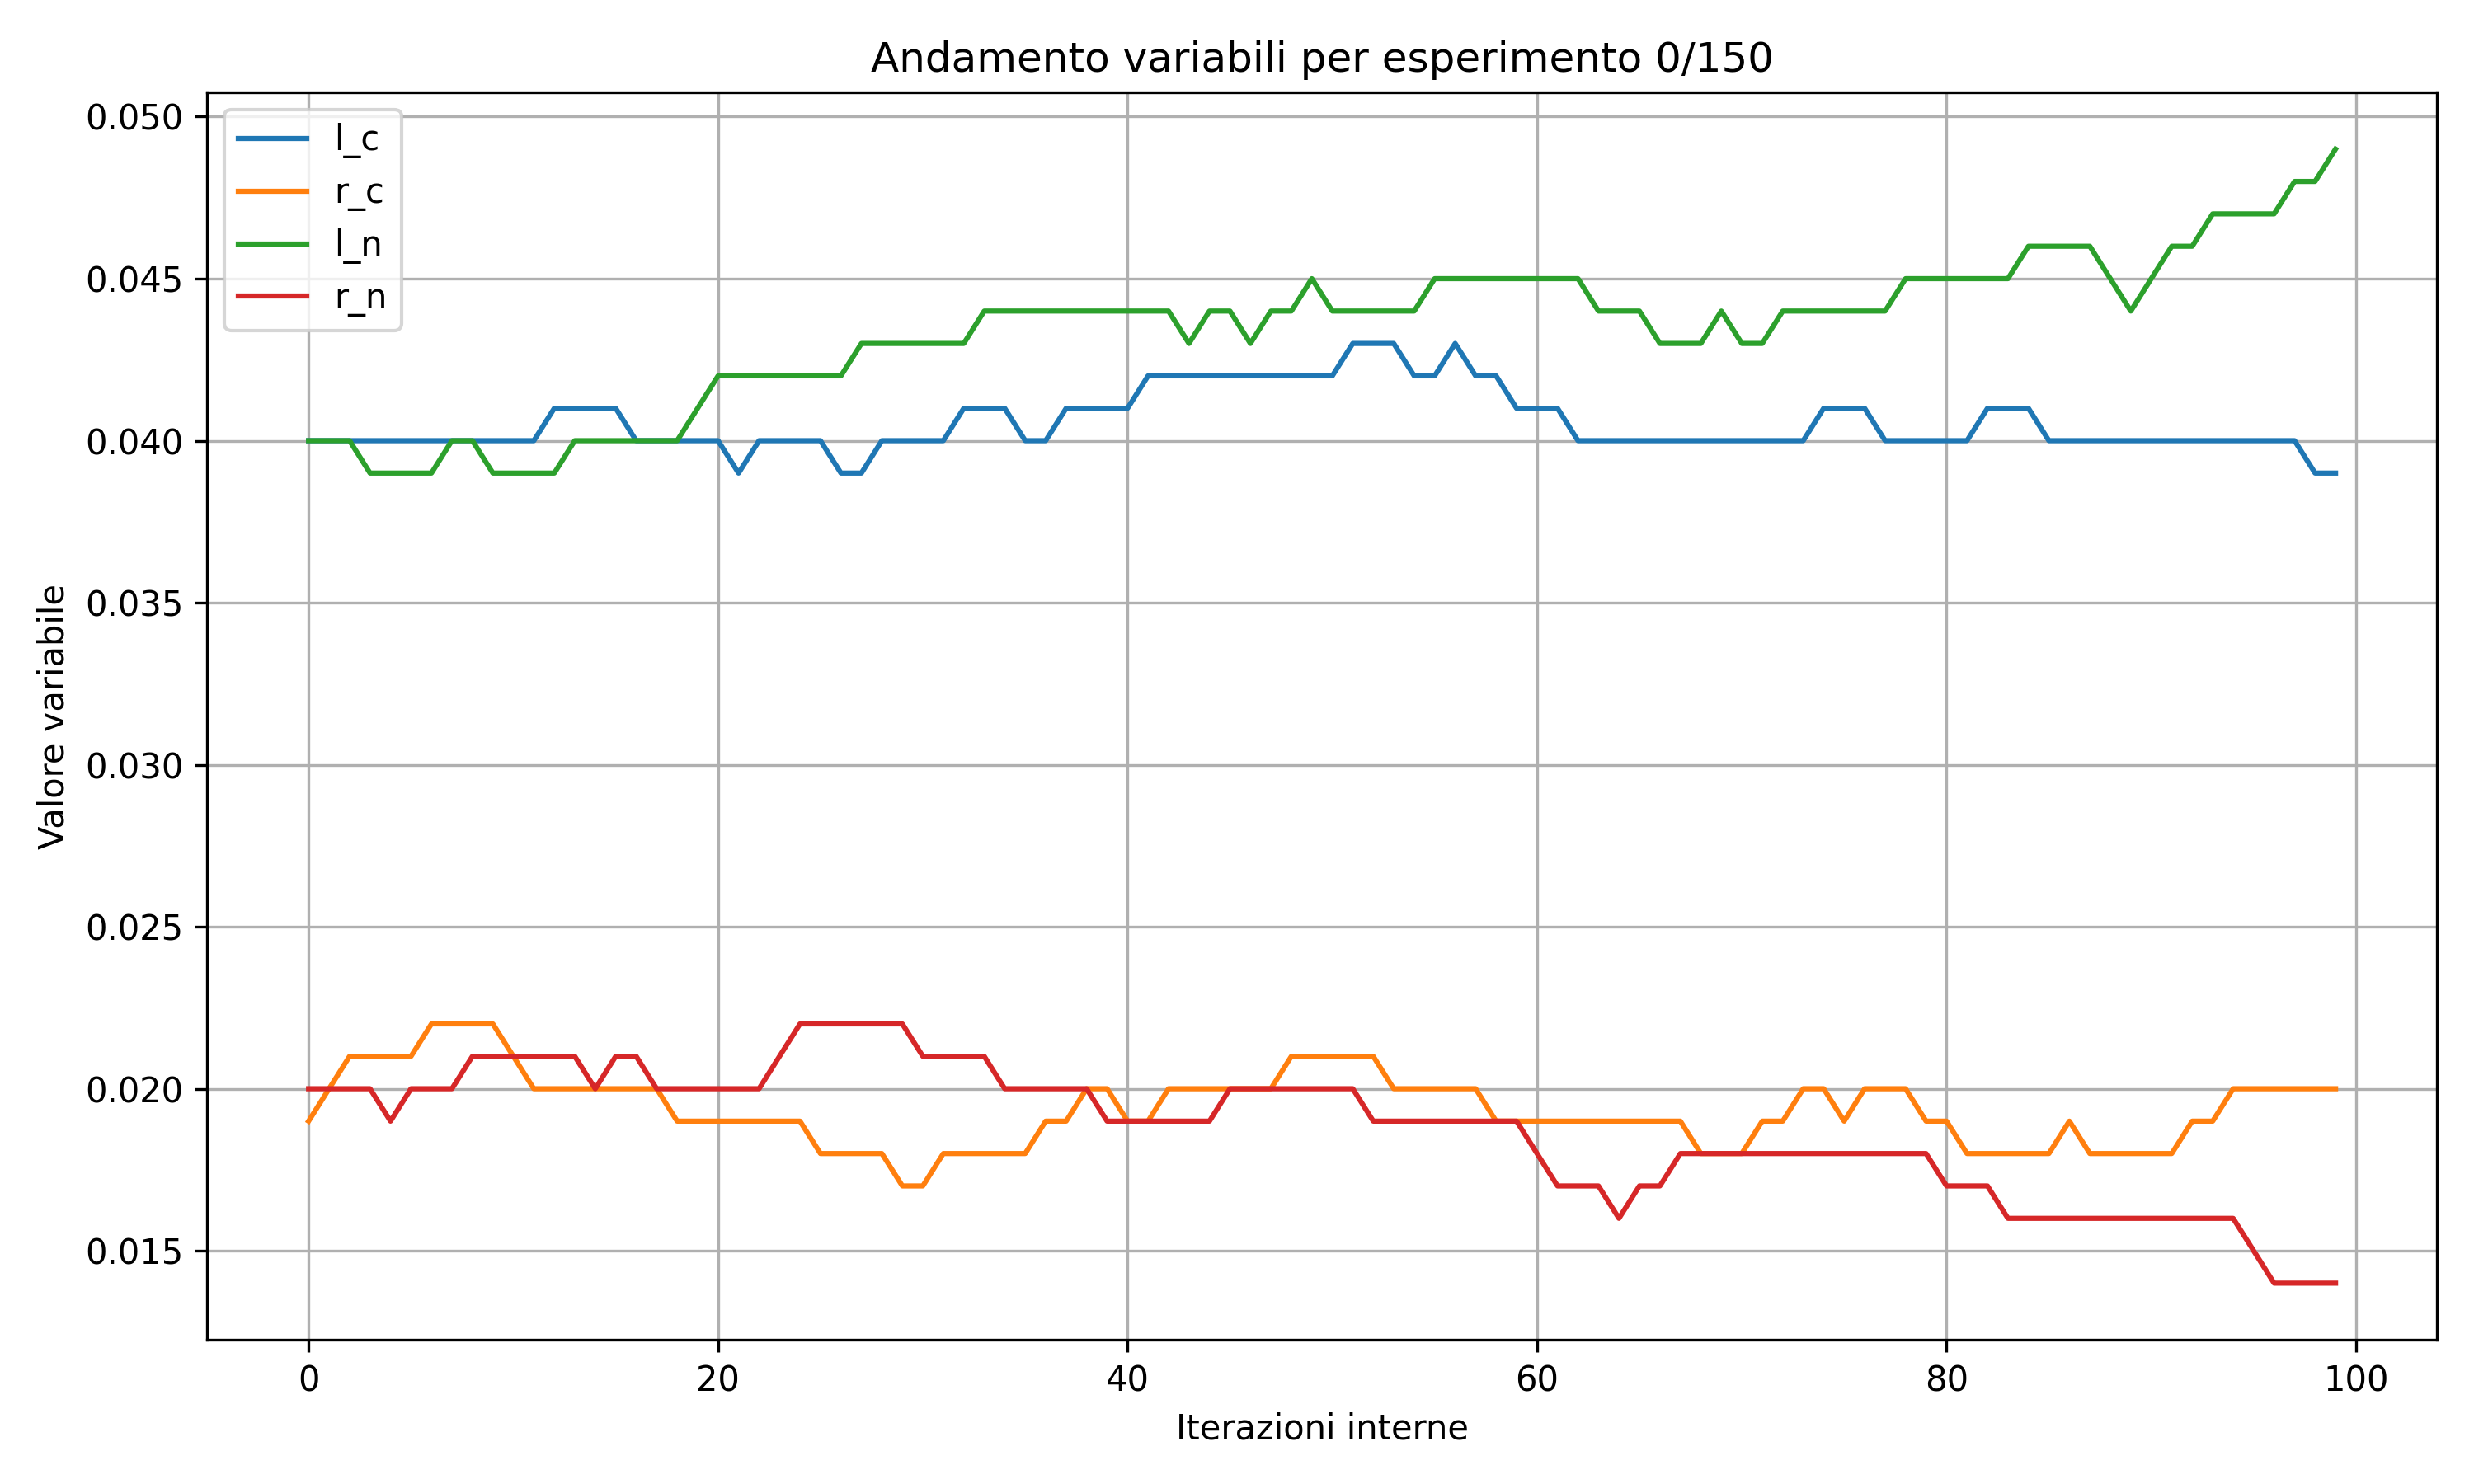 Andamento variabili per esperimento 0/150
l_c
r_c
l_n
r_n
0.050
0.045
0.040
0.035
0.030
0.025
0.020
0.015
Valore variabile
0 20 40 60 80 100
Iterazioni interne